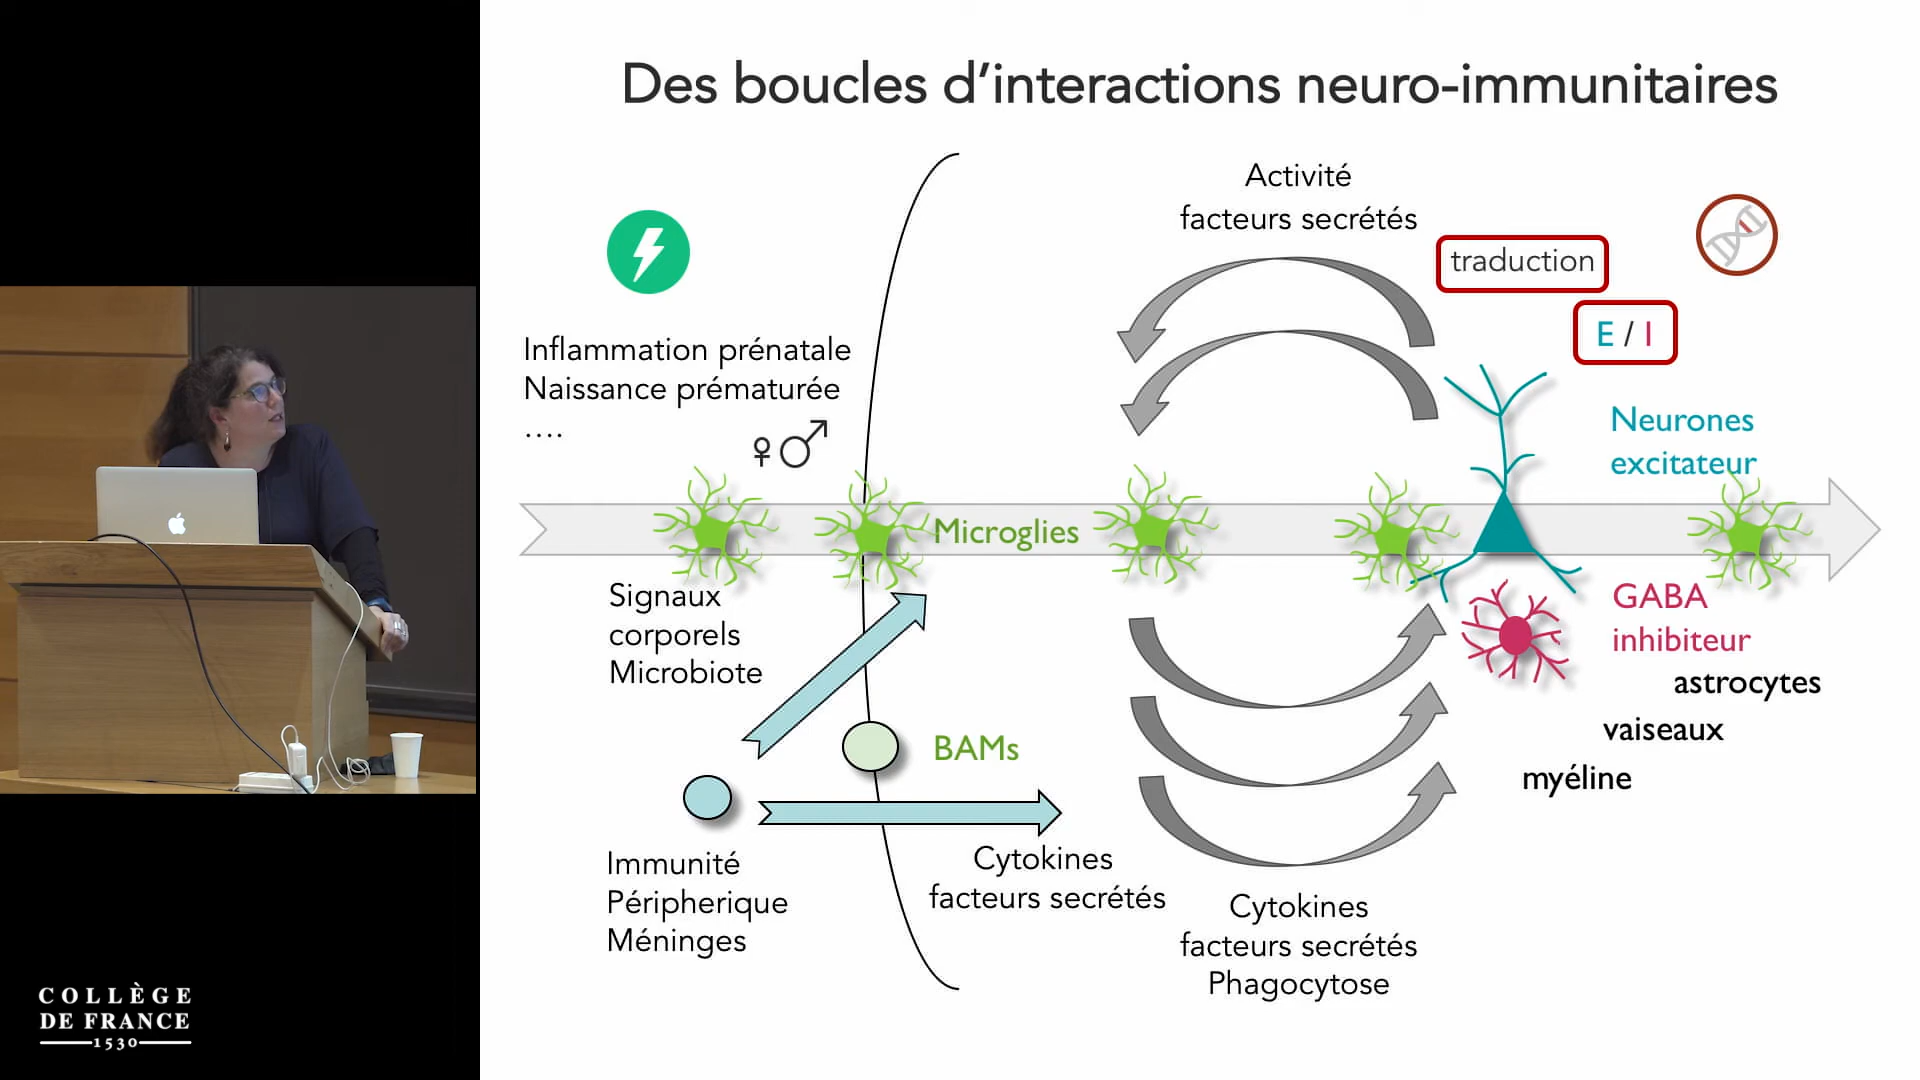 Des boucles d’interactions neuro-immunitaires
Activité
facteurs secrétés
traduction
E / I
Inflammation prénatale
Naissance prématurée
....
♀♂
Neurones
excitateur
Microglies
Signaux
corporels
Microbiote
GABA
inhibiteur
astrocytes
vaiseaux
myéline
BAMs
Immunité
Péripherique
Méninges
Cytokines
facteurs secrétés
Cytokines
facteurs secrétés
Phagocytose
COLLÈGE
DE FRANCE
1530